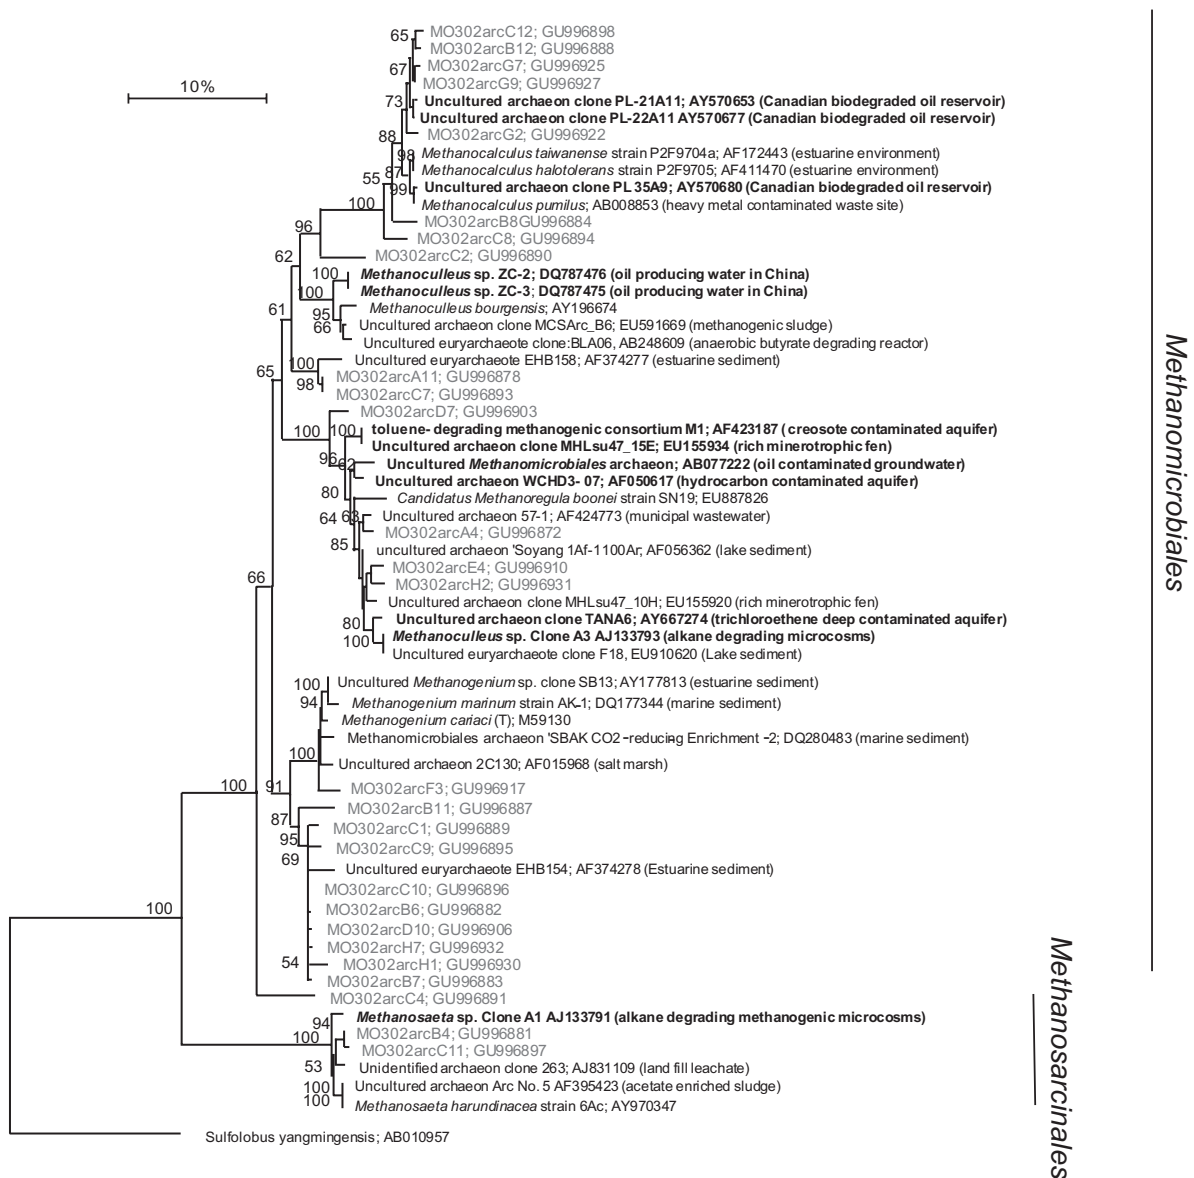 MO302arcC12; GU996898
65
MO302arcB12; GU996888
MO302arcG7; GU996925
67
MO302arcG9; GU996927
10%
73
Uncultured archaeon clone PL-21A11; AY570653 (Canadian biodegraded oil reservoir)
Uncultured archaeon clone PL-22A11 AY570677 (Canadian biodegraded oil reservoir)
88
MO302arcG2; GU996922
98
Methanocalculus taiwanense strain P2F9704a; AF172443 (estuarine environment)
87
Methanocalculus halotolerans strain P2F9705; AF411470 (estuarine environment)
55
99
Uncultured archaeon clone PL 35A9; AY570680 (Canadian biodegraded oil reservoir)
100
Methanocalculus pumilus; AB008853 (heavy metal contaminated waste site)
MO302arcB8GU996884
96
MO302arcC8; GU996894
62
MO302arcC2; GU996890
100
Methanoculleus sp. ZC-2; DQ787476 (oil producing water in China)
100
Methanoculleus sp. ZC-3; DQ787475 (oil producing water in China)
61
95
Methanoculleus bourgensis; AY196674
66
Uncultured archaeon clone MCSArc_B6; EU591669 (methanogenic sludge)
Uncultured euryarchaeote clone:BLA06, AB248609 (anaerobic butyrate degrading reactor)
100
Uncultured euryarchaeote EHB158; AF374277 (estuarine sediment)
65
98
MO302arcA11; GU996878
MO302arcC7; GU996893
MO302arcD7; GU996903
100
100
toluene- degrading methanogenic consortium M1; AF423187 ( creosote contaminated aquifer)
Uncultured archaeon clone MHLsu47_15E; EU155934 (rich minerotrophic fen)
96
62
Uncultured Methanomicrobiales archaeon; AB077222 (oil contaminated groundwater)
Uncultured archaeon WCHD3- 07; AF050617 (hydrocarbon contaminated aquifer)
80
Candidatus Methanoregula boonei strain SN19; EU887826
64
63
Uncultured archaeon 57-1; AF424773 (municipal wastewater)
MO302arcA4; GU996872
85
uncultured archaeon 'Soyang 1Af-1100Ar; AF056362 (lake sediment)
MO302arcE4; GU996910
66
MO302arcH2; GU996931
Uncultured archaeon clone MHLsu47_10H; EU155920 (rich minerotrophic fen)
80
Uncultured archaeon clone TANA6; AY667274 (trichloroethene deep contaminated aquifer)
100
Methanoculleus sp. Clone A3 AJ133793 (alkane degrading microcosms)
Uncultured euryarchaeote clone F18, EU910620 (Lake sediment)
100
Uncultured Methanogenium sp. clone SB13; AY177813 (estuarine sediment)
94
Methanogenium marinum strain AK-1; DQ177344 (marine sediment)
Methanogenium cariaci (T); M59130
Methanomicrobiales archaeon 'SBAK CO2 -reducing Enrichment -2; DQ280483 (marine sediment)
100
Uncultured archaeon 2C130; AF015968 (salt marsh)
100
91
MO302arcF3; GU996917
MO302arcB11; GU996887
87
MO302arcC1; GU996889
95
MO302arcC9; GU996895
69
Uncultured euryarchaeote EHB154; AF374278 (Estuarine sediment)
MO302arcC10; GU996896
100
MO302arcB6; GU996882
MO302arcD10; GU996906
MO302arcH7; GU996932
54
MO302arcH1; GU996930
MO302arcB7; GU996883
MO302arcC4; GU996891
94
Methanosaeta sp. Clone A1 AJ133791 (alkane degrading methanogenic microcosms)
100
MO302arcB4; GU996881
MO302arcC11; GU996897
53
Unidentified archaeon clone 263; AJ831109 (land fill leachate)
100
Uncultured archaeon Arc No. 5 AF395423 (acetate enriched sludge)
100
Methanosaeta harundinacea strain 6Ac; AY970347
Sulfolobus yangmingensis; AB010957
Methanomicrobiales
Methanosarcinales